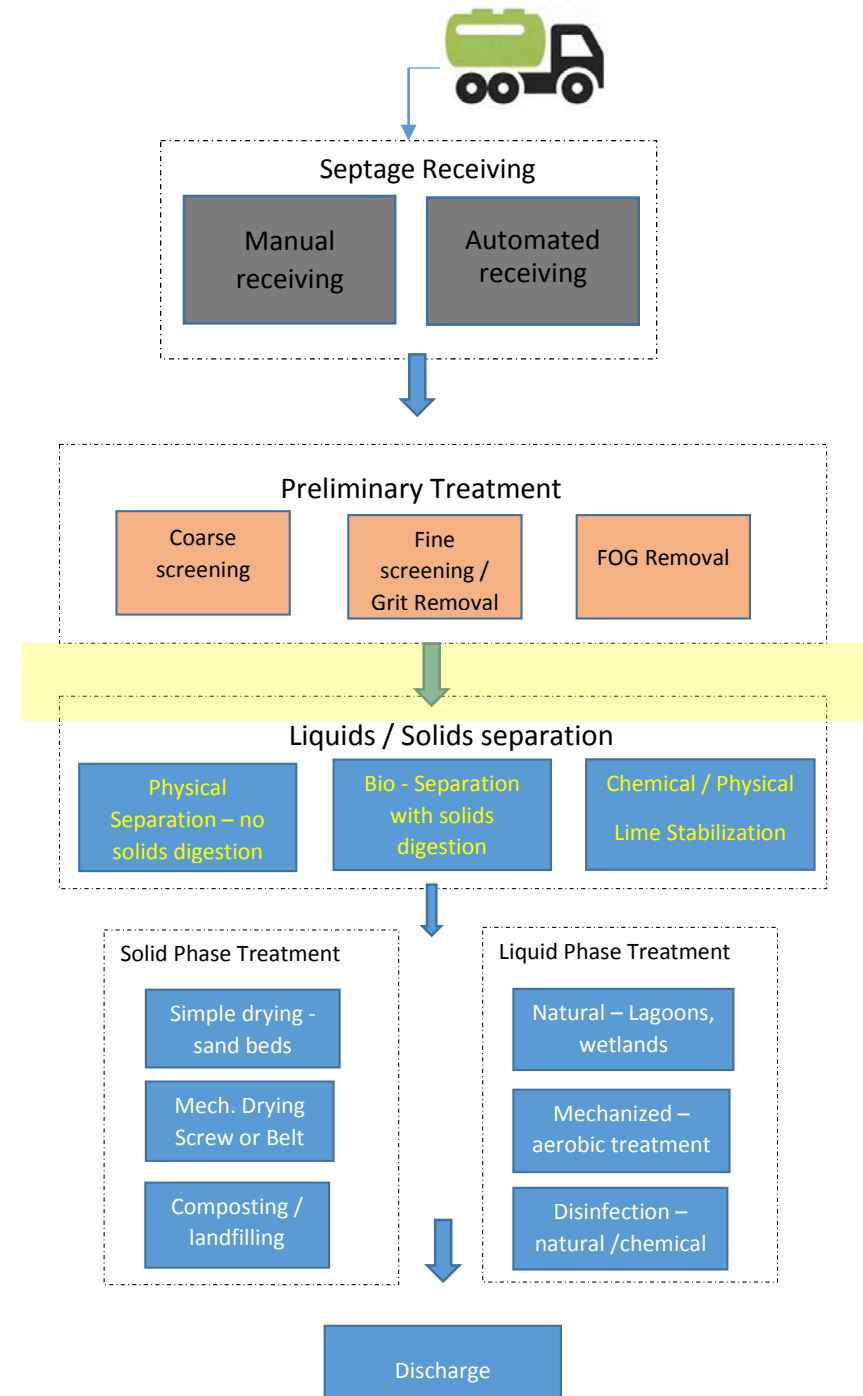 Septage Receiving
Manual
receiving
Automated
receiving
Preliminary Treatment
Coarse
screening
Fine
screening /
Grit Removal
FOG Removal
Liquids / Solids separation
Physical
Separation – no
solids digestion
Bio - Separation
with solids
digestion
Chemical / Physical
Lime Stabilization
Solid Phase Treatment
Simple drying -
sand beds
Mech. Drying
Screw or Belt
Composting /
landfilling
Liquid Phase Treatment
Natural – Lagoons,
wetlands
Mechanized –
aerobic treatment
Disinfection –
natural /chemical
Discharge